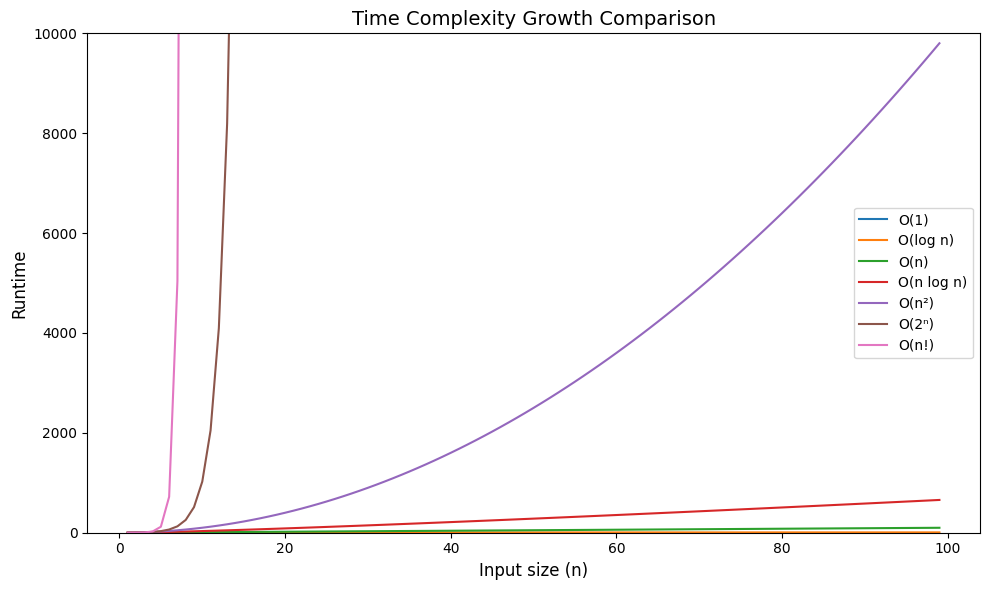 Time Complexity Growth Comparison
10000
8000
6000
4000
2000
0
Runtime
O(1)
O(log n)
O(n)
O(n log n)
O(n²)
O(2ⁿ)
O(n!)
0 20 40 60 80 100
Input size (n)